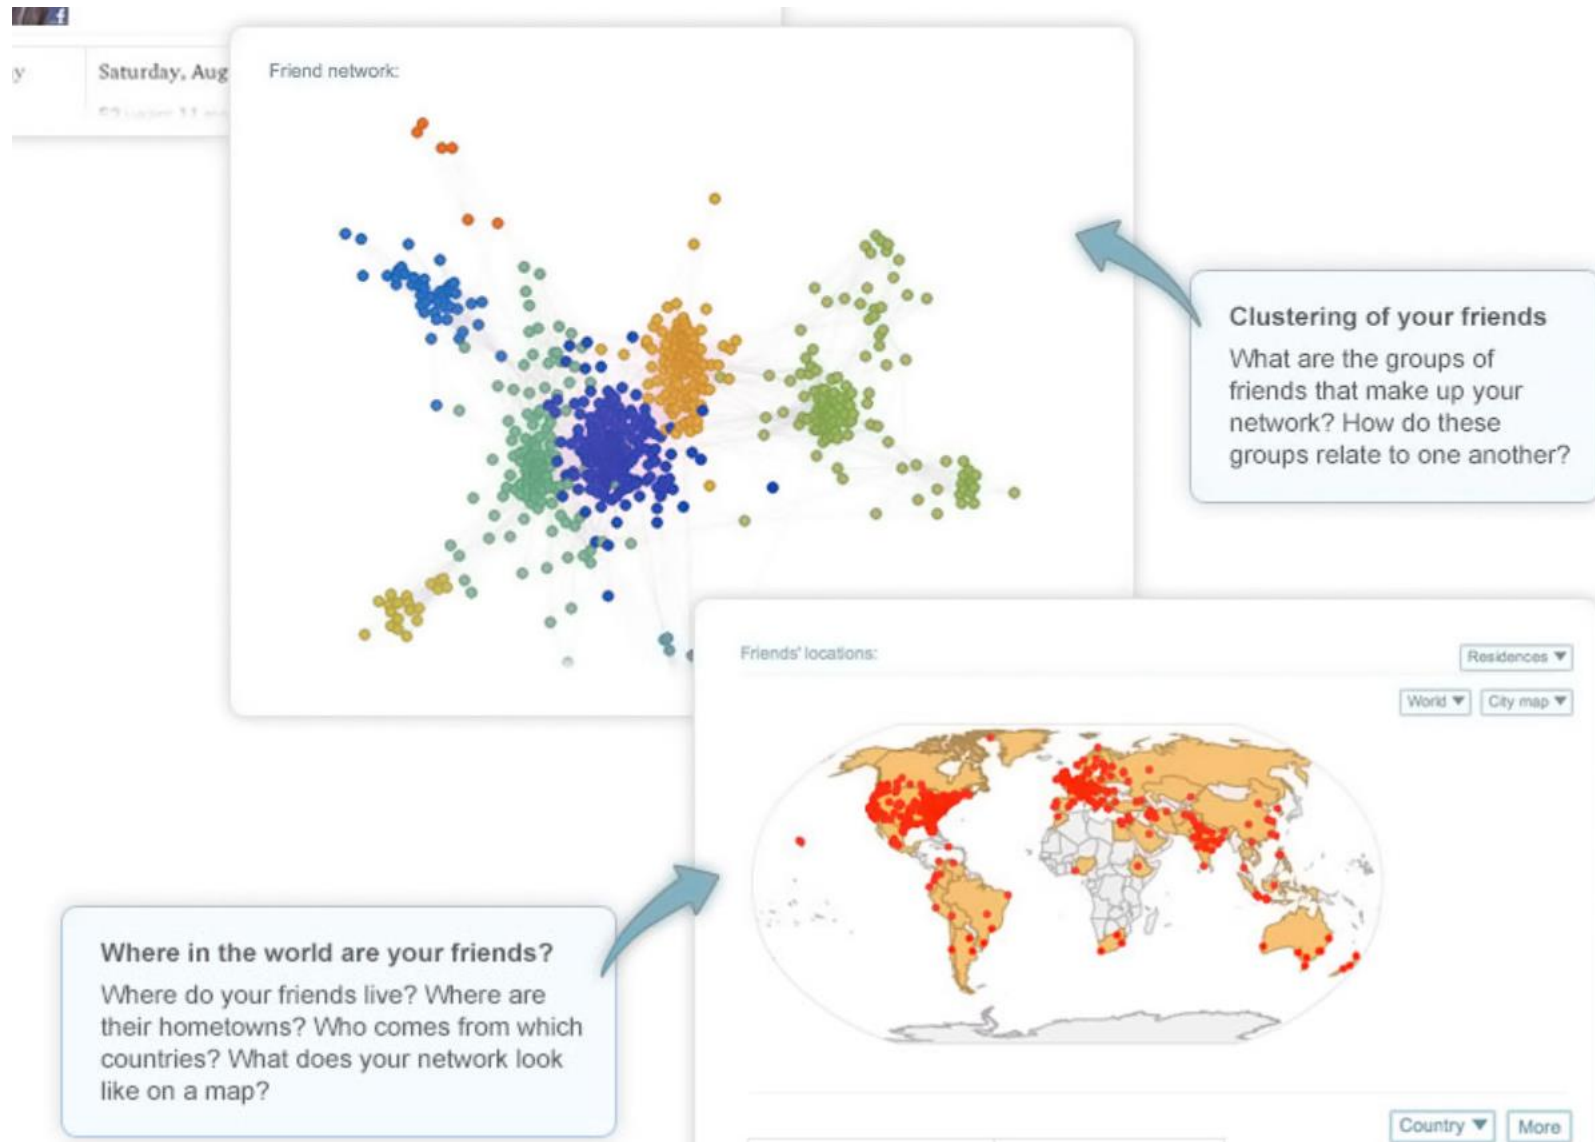 y
Saturday, Aug
Friend network:
Clustering of your friends
What are the groups of
friends that make up your
network? How do these
groups relate to one another?
Friends' locations:
Residences
World
City map
Where in the world are your friends?
Where do your friends live? Where are
their hometowns? Who comes from which
countries? What does your network look
like on a map?
Country
More